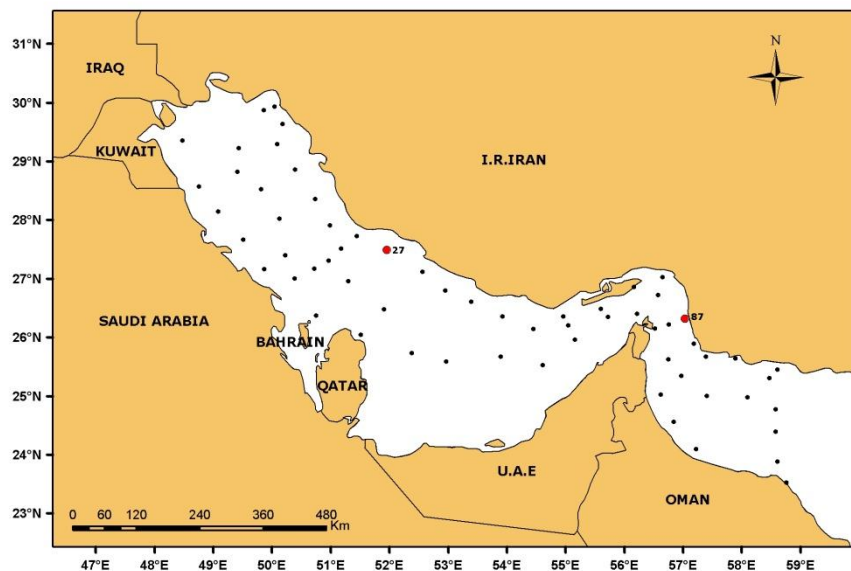 31°N
30°N
29°N
28°N
27°N
26°N
25°N
24°N
23°N
N
IRAQ
KUWAIT
I.R.IRAN
27
87
SAUDI ARABIA
BAHRAIN
QATAR
U.A.E
OMAN
0 60 120 240 360 480
Km
47°E 48°E 49°E 50°E 51°E 52°E 53°E 54°E 55°E 56°E 57°E 58°E 59°E